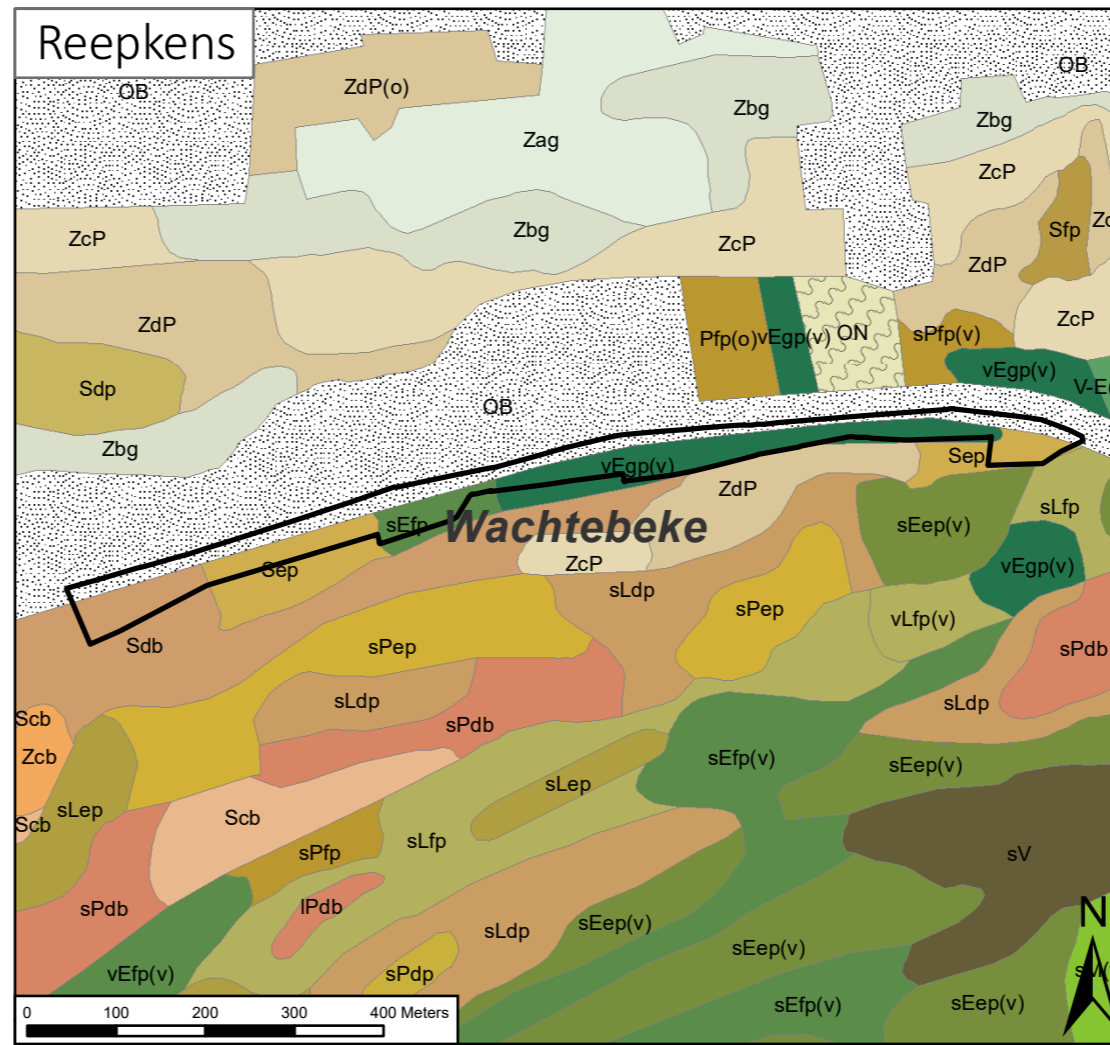 Reepkens
OB
OB
ZdP(o)
Zbg
Zag
Zbg
ZcP
ZcP
Zbg
ZcP
Sfp
ZdP
ZdP
ZcP
Pfp(o)
vEgp(v)
ON
sPfp(v)
Sdp
vEgp(v)
OB
Zbg
vEgp(v)
Sep
ZdP
sEfp
Wachtebeke
sEep(v)
sLfp
Sep
ZcP
vEgp(v)
sLdp
sPep
vLfp(v)
Sdb
sPep
sPdb
sLdp
sLdp
Scb
sPdb
Zcb
sEfp(v)
sEep(v)
sLep
sLep
Scb
Scb
sLfp
sPfp
sV
sPdb
lPdb
N
sLdp
sEep(v)
sEep(v)
vEfp(v)
sPdp
sEfp(v)
sEep(v)
0 100 200 300 400 Meters